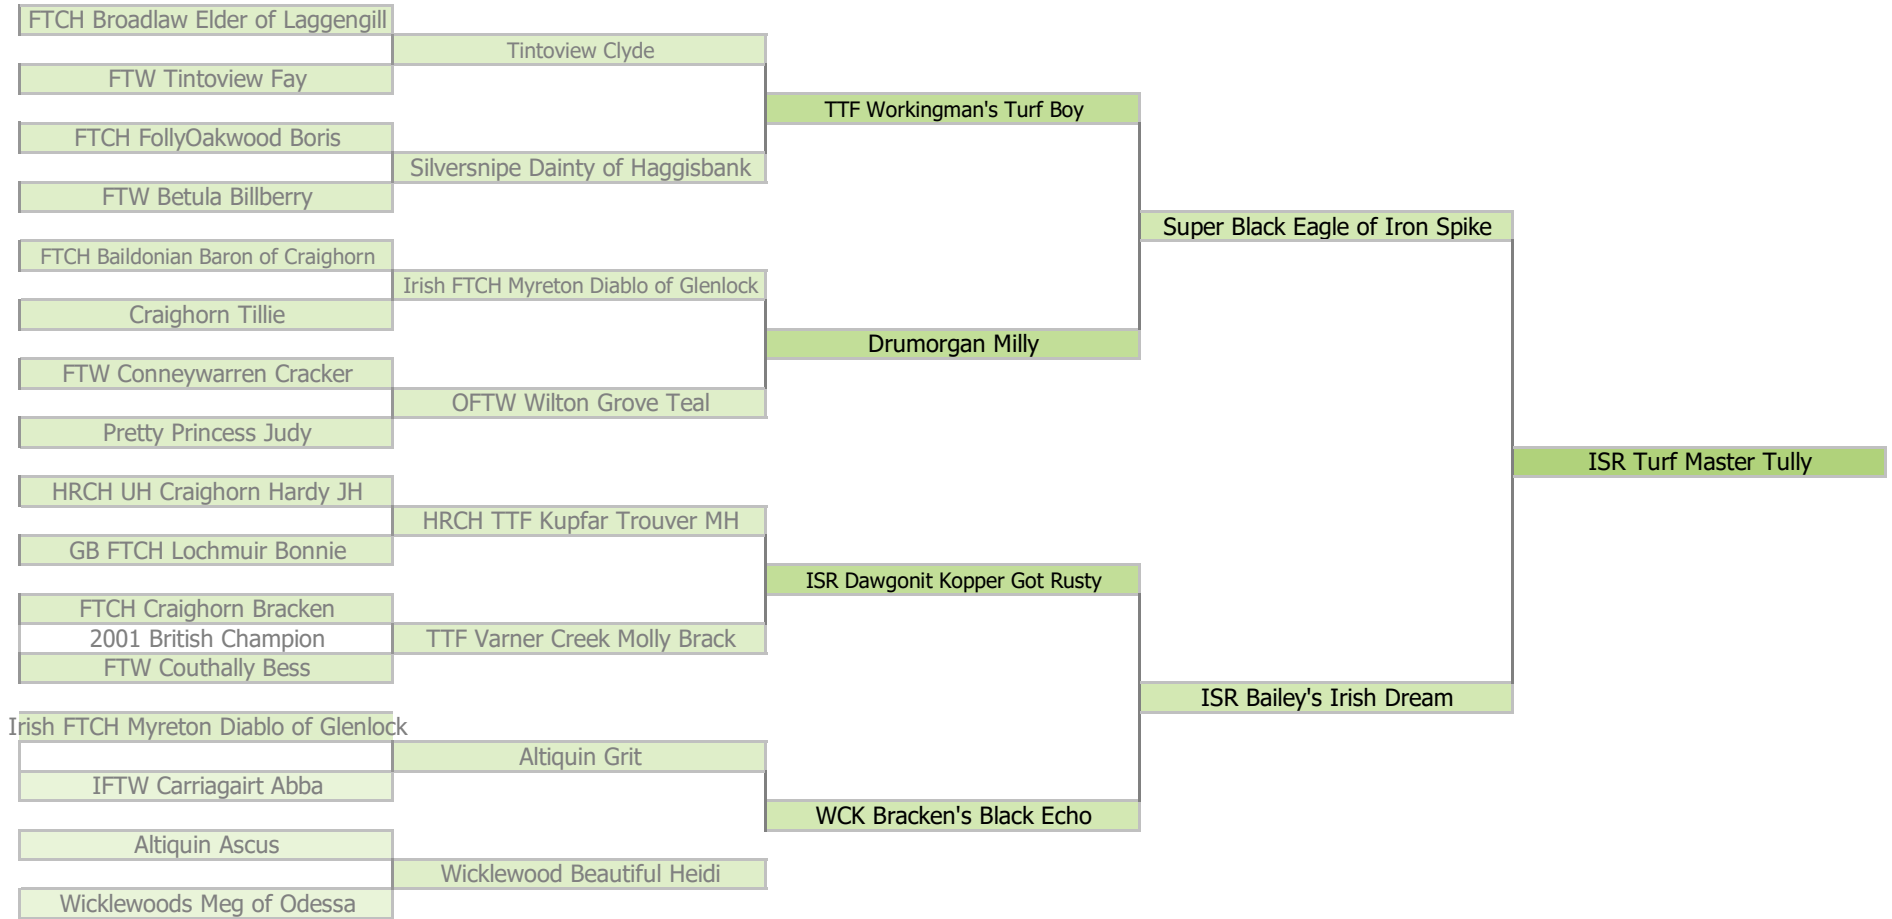 FTCH Broadlaw Elder of Laggengill
Tintoview Clyde
FTW Tintoview Fay
TTF Workingman's Turf Boy
FTCH FollyOakwood Boris
Silversnipe Dainty of Haggisbank
FTW Betula Billberry
Super Black Eagle of Iron Spike
FTCH Baildonian Baron of Craighorn
Irish FTCH Myreton Diablo of Glenlock
Craighorn Tillie
Drumorgan Milly
FTW Conneywarren Cracker
OFTW Wilton Grove Teal
Pretty Princess Judy
ISR Turf Master Tully
HRCH UH Craighorn Hardy JH
HRCH TTF Kupfar Trouver MH
GB FTCH Lochmuir Bonnie
ISR Dawgonit Kopper Got Rusty
FTCH Craighorn Bracken
2001 British Champion
TTF Varner Creek Molly Brack
FTW Couthally Bess
ISR Bailey's Irish Dream
Irish FTCH Myreton Diablo of Glenlock
Altiquin Grit
IFTW Carriagairt Abba
WCK Bracken's Black Echo
Altiquin Ascus
Wicklewood Beautiful Heidi
Wicklewoods Meg of Odessa